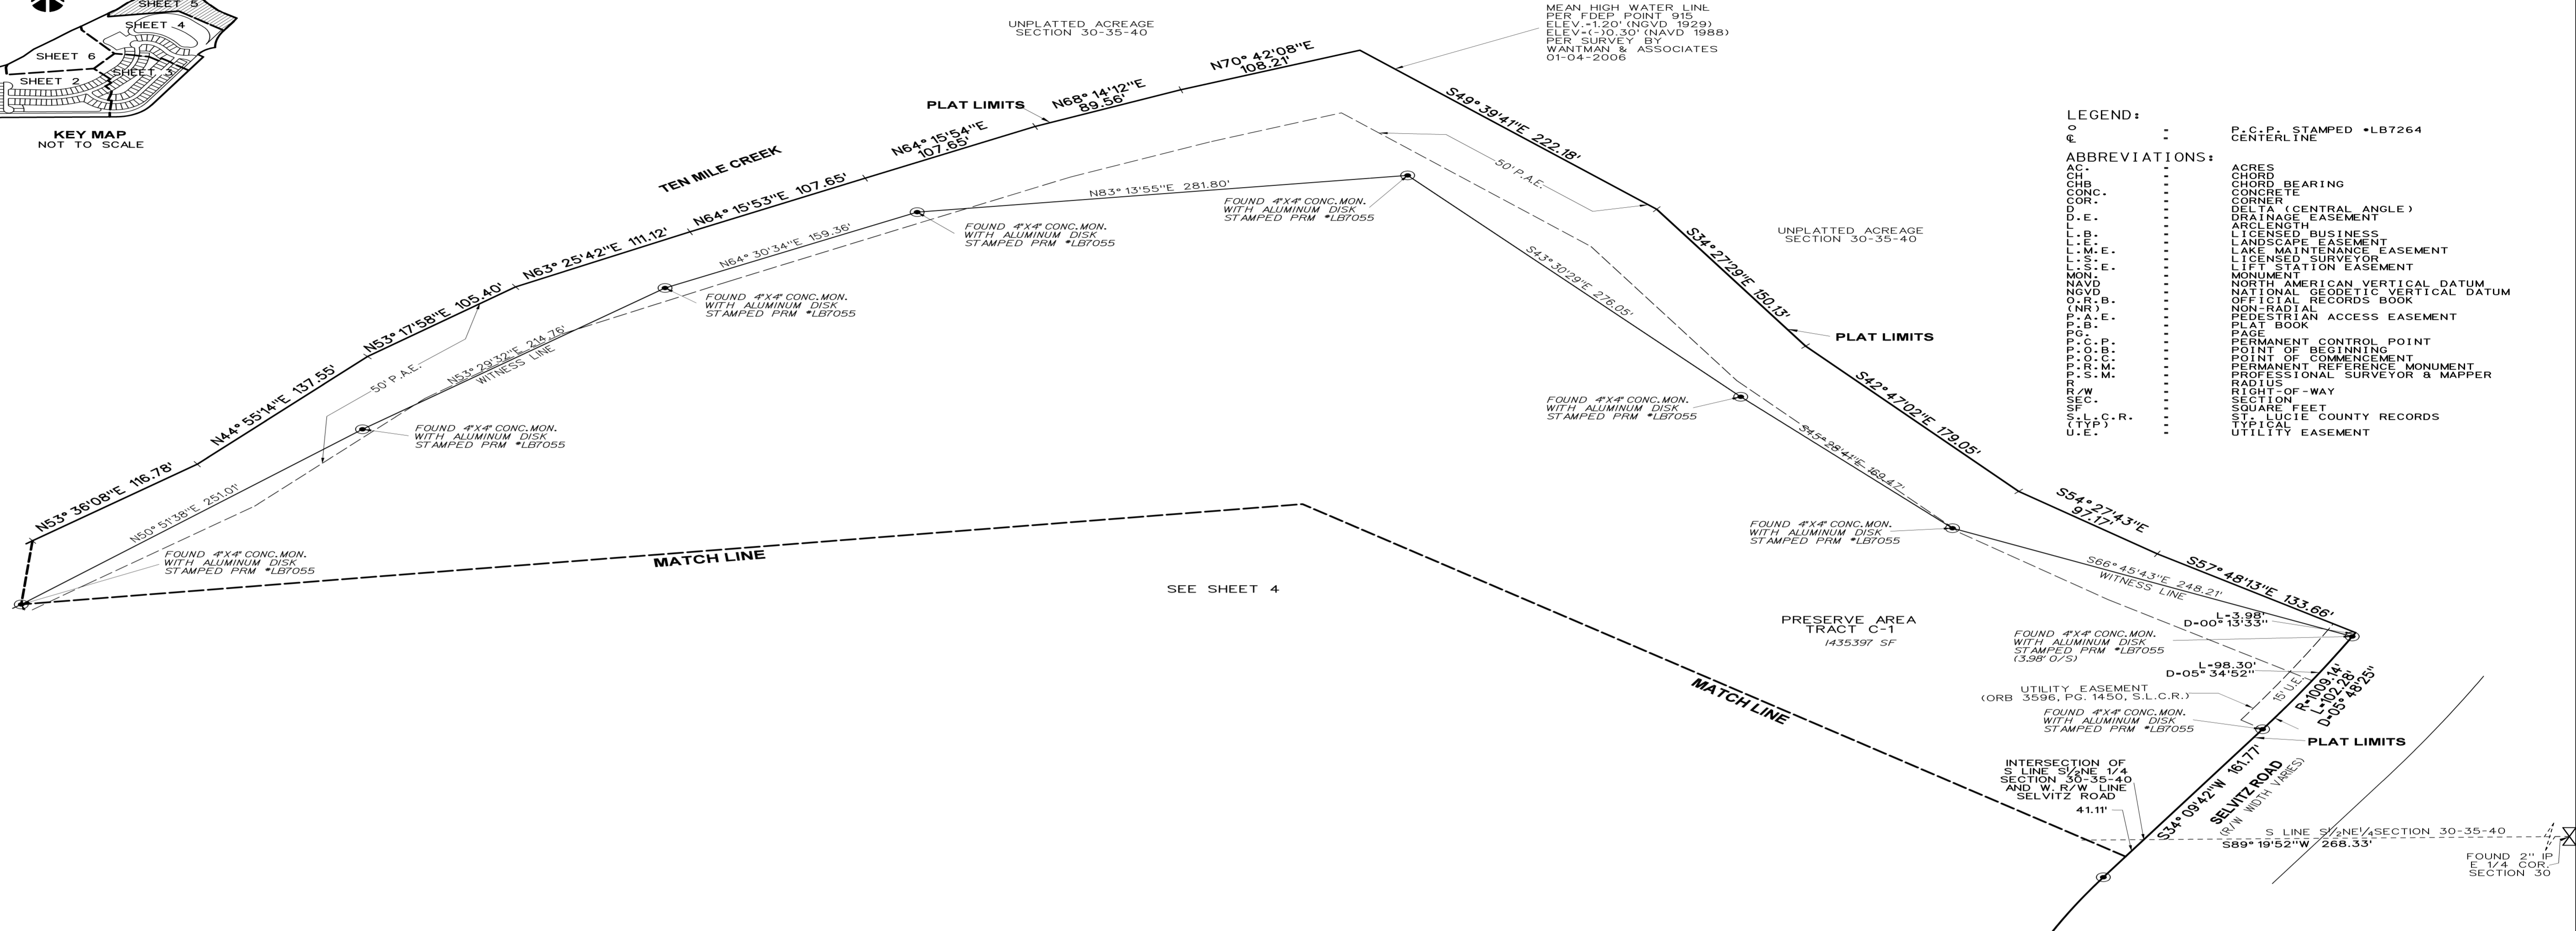 SHEET 5
SHEET 4
SHEET 6
SHEET 3
SHEET 2
KEY MAP
NOT TO SCALE
UNPLATTED ACREAGE
SECTION 30-35-40
MEAN HIGH WATER LINE
PER FDEP POINT 915
ELEV.=1.20' (NGVD 1929)
ELEV=(-)0.30' (NAVD 1988)
PER SURVEY BY
WANTMAN & ASSOCIATES
01-04-2006
TEN MILE CREEK
PLAT LIMITS
N53° 36'08"E 116.78'
N44° 55'14"E 137.55'
N53° 17'58"E 105.40'
N63° 25'42"E 111.12'
N64° 15'53"E 107.65'
N64° 15'54"E
107.65'
N68° 14'12"E
89.56'
N70° 42'08"E
108.21'
S49°39'41"E 222.18'
S34°27'29"E 150.13'
PLAT LIMITS
S42°47'02"E 179.05'
S54°27'43"E
97.17'
S57°48'13"E 133.66'
UNPLATTED ACREAGE
SECTION 30-35-40
50' P.A.E.
50' P.A.E.
N50° 51'38"E 251.01'
N53° 29'32"E 214.76'
WITNESS LINE
N64° 30'34"E 159.36'
N83° 13'55"E 281.80'
S43°30'29"E 276.05'
S45°28'41"E 169.47'
S66°45'43"E 248.21'
WITNESS LINE
FOUND 4"X4" CONC.MON.
WITH ALUMINUM DISK
STAMPED PRM *LB7055
FOUND 4"X4" CONC.MON.
WITH ALUMINUM DISK
STAMPED PRM *LB7055
FOUND 4"X4" CONC.MON.
WITH ALUMINUM DISK
STAMPED PRM *LB7055
FOUND 4"X4" CONC.MON.
WITH ALUMINUM DISK
STAMPED PRM *LB7055
FOUND 4"X4" CONC.MON.
WITH ALUMINUM DISK
STAMPED PRM *LB7055
FOUND 4"X4" CONC.MON.
WITH ALUMINUM DISK
STAMPED PRM *LB7055
FOUND 4"X4" CONC.MON.
WITH ALUMINUM DISK
STAMPED PRM *LB7055
MATCH LINE
SEE SHEET 4
MATCH LINE
PRESERVE AREA
TRACT C-1
1435397 SF
L=3.98'
D=00° 13'33"
FOUND 4"X4" CONC.MON.
WITH ALUMINUM DISK
STAMPED PRM *LB7055
(3.98' O/S)
L=98.30'
D=05° 34'52"
15' U.E.
R=1009.14'
L=102.28'
D=05°48'25"
UTILITY EASEMENT
(ORB 3596, PG. 1450, S.L.C.R.)
FOUND 4"X4" CONC.MON.
WITH ALUMINUM DISK
STAMPED PRM *LB7055
PLAT LIMITS
S34° 09'42"W 161.77'
SELVITZ ROAD
(R/W WIDTH VARIES)
INTERSECTION OF
S LINE S1/2NE 1/4
SECTION 30-35-40
AND W. R/W LINE
SELVITZ ROAD
41.11'
S LINE S1/2NE1/4SECTION 30-35-40
S89° 19'52"W 268.33'
FOUND 2" IP
E 1/4 COR.
SECTION 30
LEGEND:
O = P.C.P. STAMPED *LB7264
℄ = CENTERLINE
ABBREVIATIONS:
AC. = ACRES
CH = CHORD
CHB = CHORD BEARING
CONC. = CONCRETE
COR. = CORNER
D = DELTA (CENTRAL ANGLE)
D.E. = DRAINAGE EASEMENT
L = ARCLENGTH
L.B. = LICENSED BUSINESS
L.E. = LANDSCAPE EASEMENT
L.M.E. = LAKE MAINTENANCE EASEMENT
L.S. = LICENSED SURVEYOR
L.S.E. = LIFT STATION EASEMENT
MON. = MONUMENT
NAVD = NORTH AMERICAN VERTICAL DATUM
NGVD = NATIONAL GEODETIC VERTICAL DATUM
O.R.B. = OFFICIAL RECORDS BOOK
(NR) = NON-RADIAL
P.A.E. = PEDESTRIAN ACCESS EASEMENT
P.B. = PLAT BOOK
PG. = PAGE
P.C.P. = PERMANENT CONTROL POINT
P.O.B. = POINT OF BEGINNING
P.O.C. = POINT OF COMMENCEMENT
P.R.M. = PERMANENT REFERENCE MONUMENT
P.S.M. = PROFESSIONAL SURVEYOR & MAPPER
R = RADIUS
R/W = RIGHT-OF-WAY
SEC. = SECTION
SF = SQUARE FEET
S.L.C.R. = ST. LUCIE COUNTY RECORDS
(TYP) = TYPICAL
U.E. = UTILITY EASEMENT